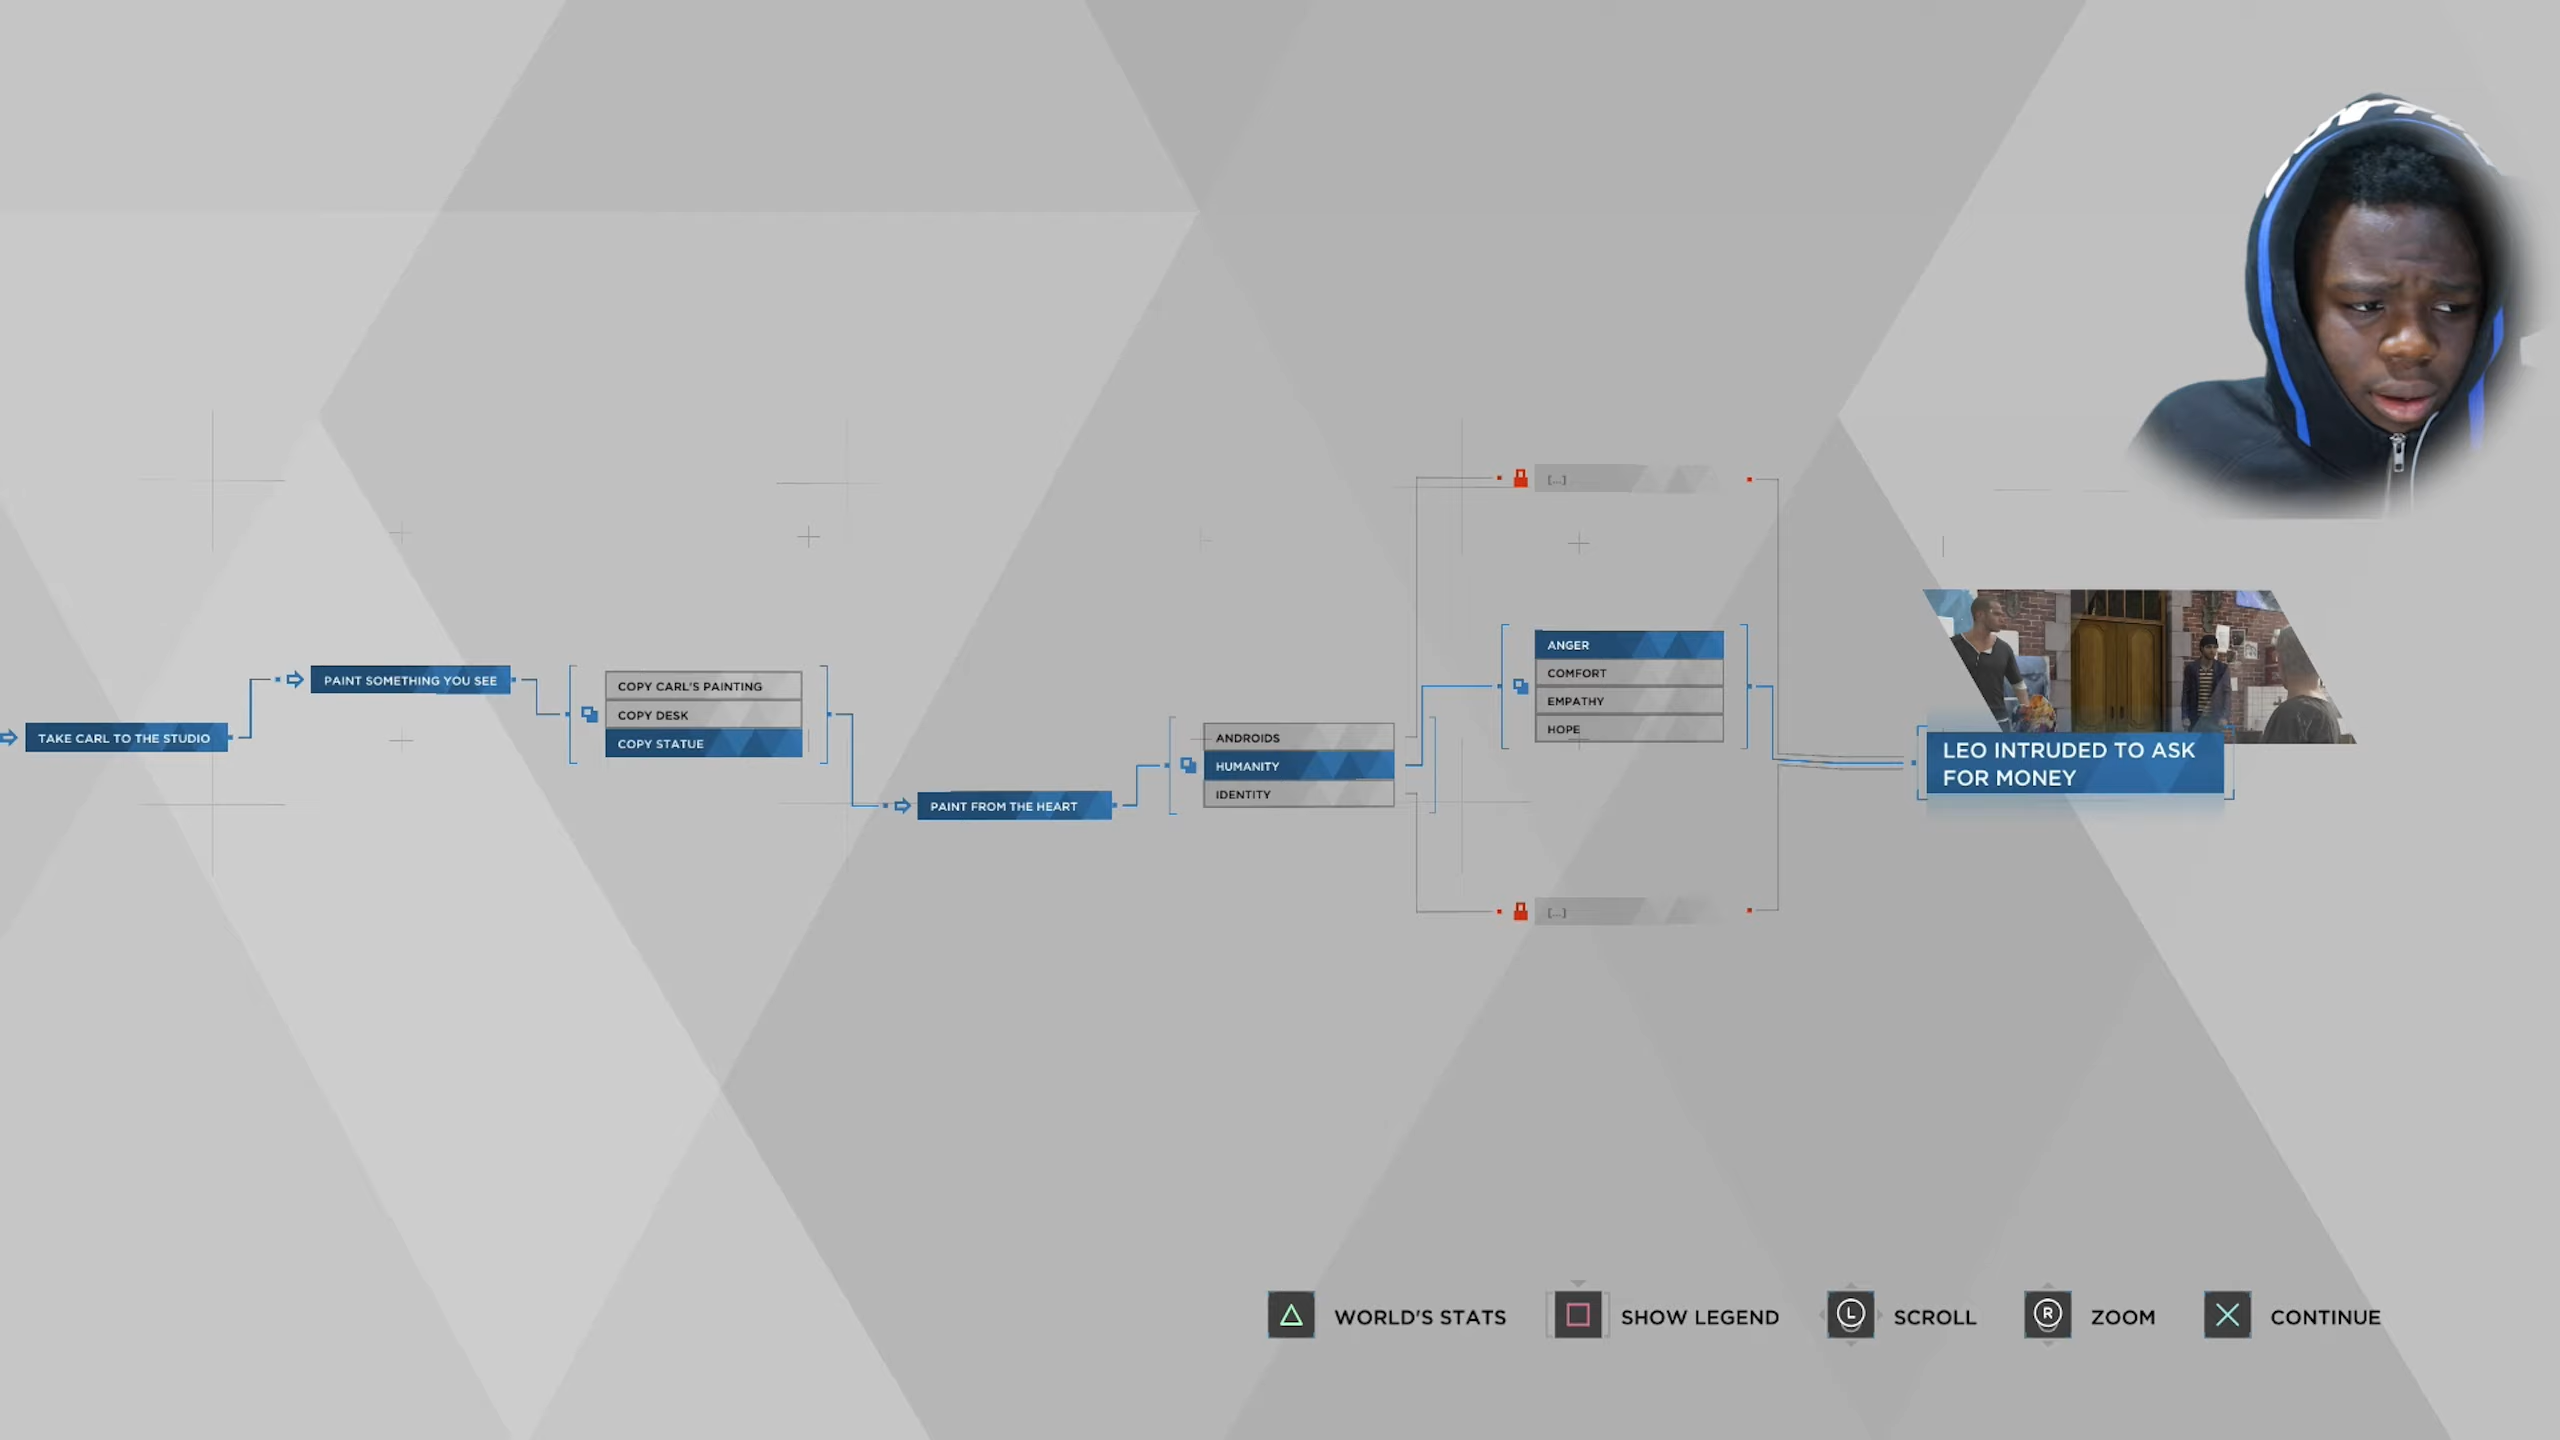 TAKE CARL TO THE STUDIO
PAINT SOMETHING YOU SEE
COPY CARL'S PAINTING
COPY DESK
COPY STATUE
PAINT FROM THE HEART
ANDROIDS
HUMANITY
IDENTITY
[...]
ANGER
COMFORT
EMPATHY
HOPE
[...]
LEO INTRUDED TO ASK
FOR MONEY
WORLD'S STATS
SHOW LEGEND
L SCROLL
R ZOOM
CONTINUE